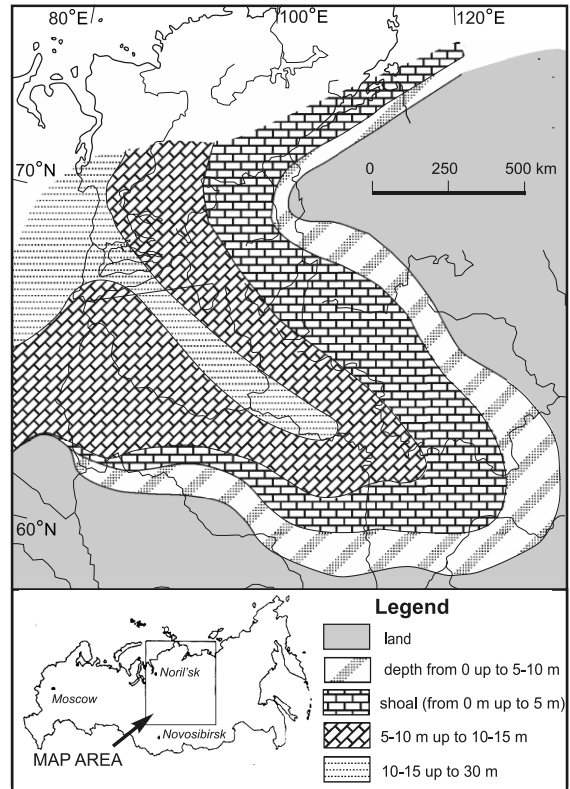 80°E 100°E 120°E
70°N
0 250 500 km
60°N
Legend
land
depth from 0 up to 5-10 m
shoal (from 0 m up to 5 m)
5-10 m up to 10-15 m
10-15 up to 30 m
Noril'sk
Moscow
Novosibirsk
MAP AREA